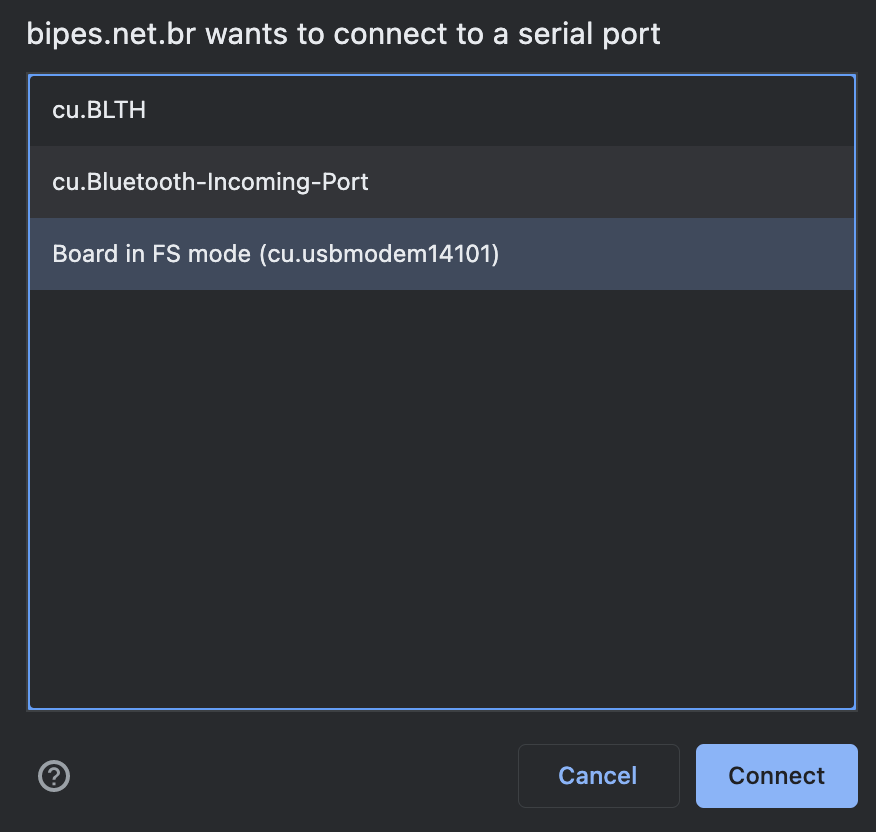 bipes.net.br wants to connect to a serial port
cu.BLTH
cu.Bluetooth-Incoming-Port
Board in FS mode (cu.usbmodem14101)
?
Cancel
Connect